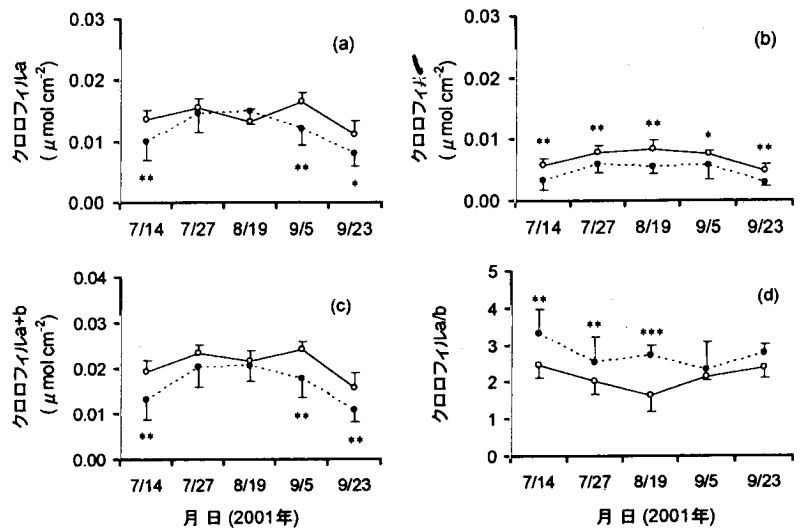 0.03
0.02
0.01
0.00
クロロフィルa
(μmol cm-2)
(a)
**
**
*
7/14 7/27 8/19 9/5 9/23
0.03
0.02
0.01
0.00
(μmol cm-2)
(b)
**
**
**
*
**
7/14 7/27 8/19 9/5 9/23
0.04
0.03
0.02
0.01
0.00
クロロフィルa+b
(μmol cm-2)
(c)
**
**
**
7/14 7/27 8/19 9/5 9/23
月日 (2001年)
5
4
3
2
1
0
クロロフィルa/b
(d)
**
**
***
7/14 7/27 8/19 9/5 9/23
月日 (2001年)